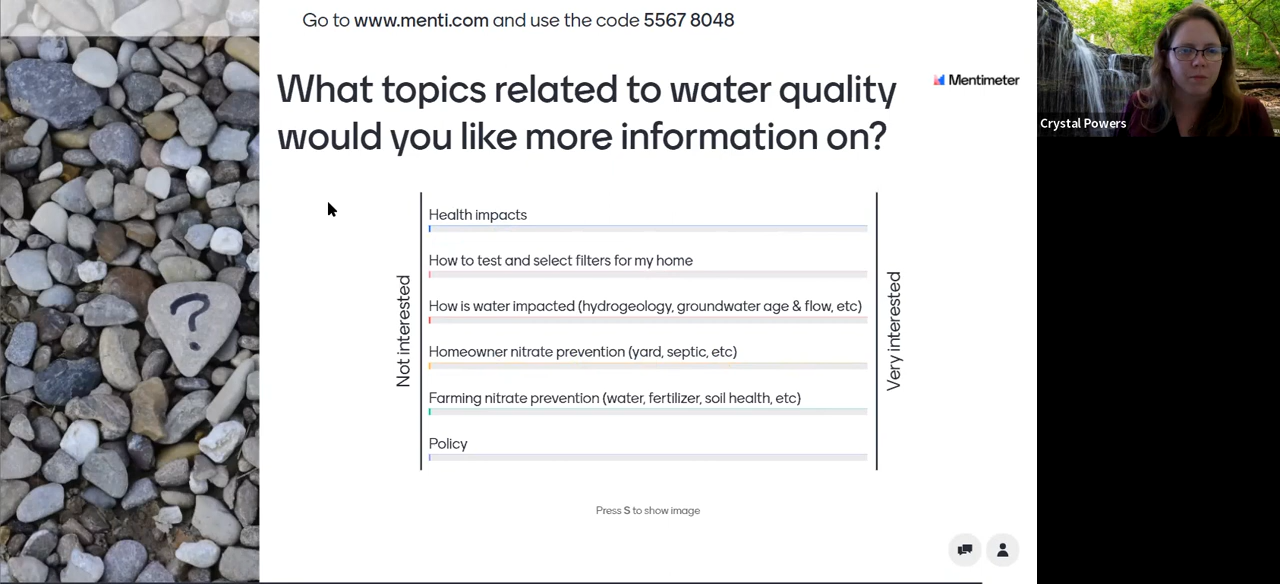 Go to www.menti.com and use the code 5567 8048
What topics related to water quality
would you like more information on?
Mentimeter
Crystal Powers
Not interested
Health impacts
How to test and select filters for my home
How is water impacted (hydrogeology, groundwater age & flow, etc)
Homeowner nitrate prevention (yard, septic, etc)
Farming nitrate prevention (water, fertilizer, soil health, etc)
Policy
Very interested
?
Press S to show image